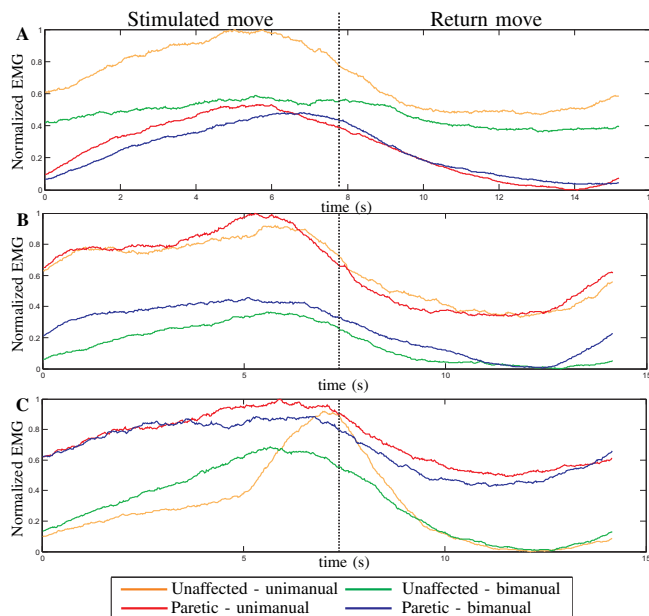 Stimulated move Return move
A
Normalized EMG
1
0.8
0.6
0.4
0.2
0
0 2 4 6 8 10 12 14 16
time (s)
B
Normalized EMG
1
0.8
0.6
0.4
0.2
0
0 5 10 15
time (s)
C
Normalized EMG
1
0.8
0.6
0.4
0.2
0
0 5 10 15
time (s)
Unaffected - unimanual Unaffected - bimanual
Paretic - unimanual Paretic - bimanual